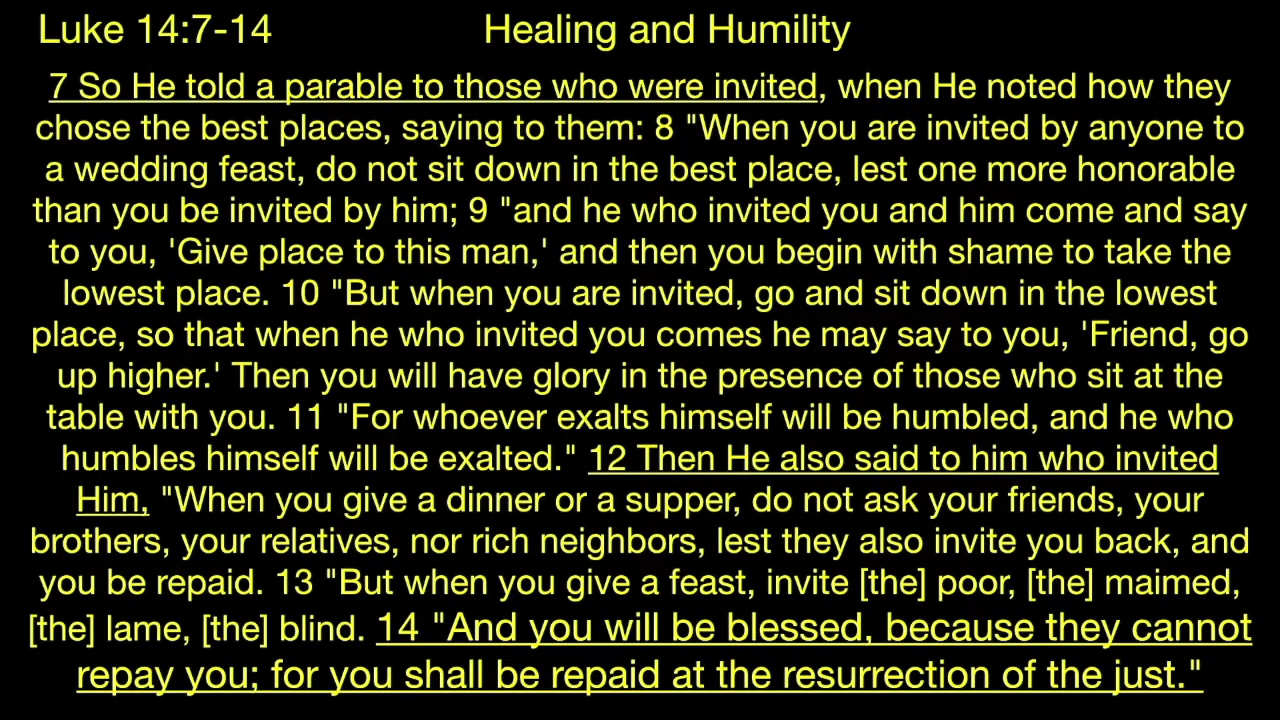 Luke 14:7-14 Healing and Humility
7 So He told a parable to those who were invited, when He noted how they
chose the best places, saying to them: 8 "When you are invited by anyone to
a wedding feast, do not sit down in the best place, lest one more honorable
than you be invited by him; 9 "and he who invited you and him come and say
to you, 'Give place to this man,' and then you begin with shame to take the
lowest place. 10 "But when you are invited, go and sit down in the lowest
place, so that when he who invited you comes he may say to you, 'Friend, go
up higher.' Then you will have glory in the presence of those who sit at the
table with you. 11 "For whoever exalts himself will be humbled, and he who
humbles himself will be exalted." 12 Then He also said to him who invited
Him, "When you give a dinner or a supper, do not ask your friends, your
brothers, your relatives, nor rich neighbors, lest they also invite you back, and
you be repaid. 13 "But when you give a feast, invite [the] poor, [the] maimed,
[the] lame, [the] blind. 14 "And you will be blessed, because they cannot
repay you; for you shall be repaid at the resurrection of the just."